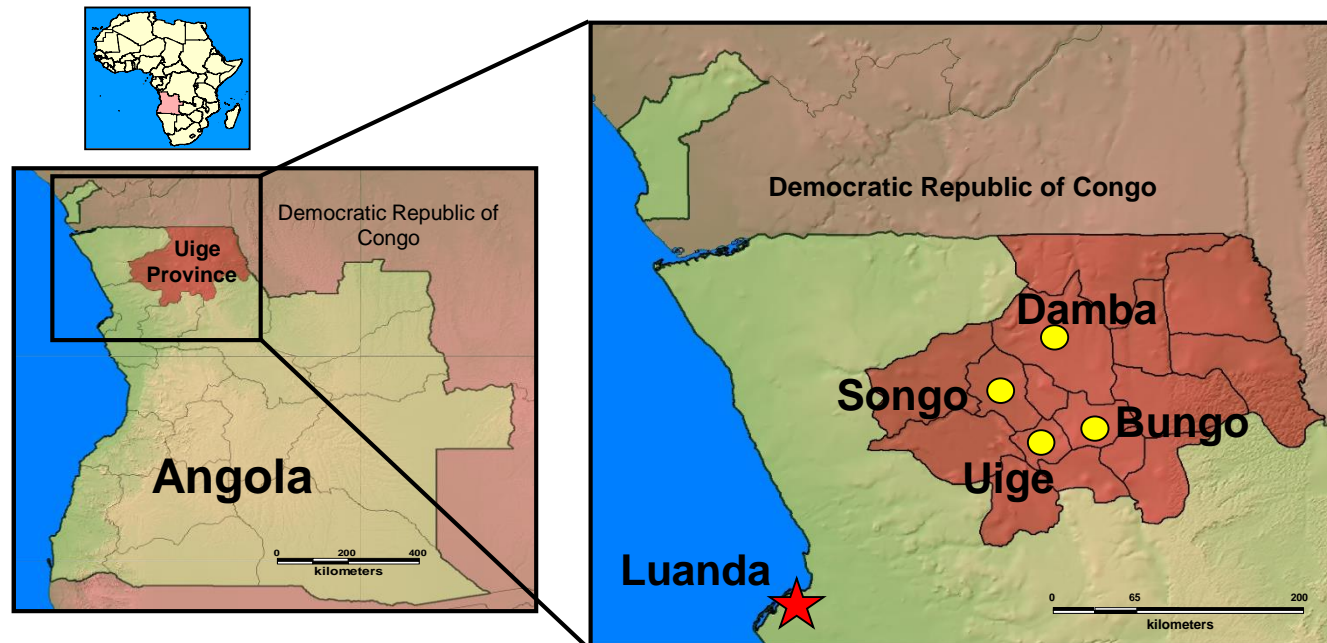 Democratic Republic of
Congo
Uige
Province
Angola
0 200 400
kilometers
Democratic Republic of Congo
Damba
Songo
Bungo
Uige
Luanda
0 65 200
kilometers